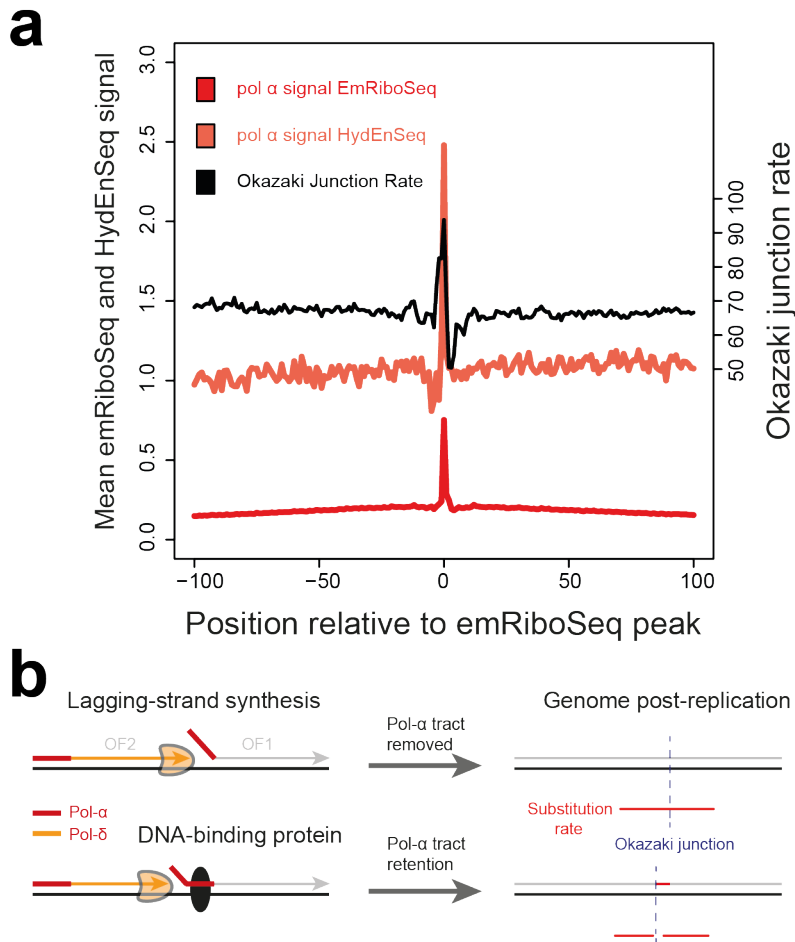 a
Mean emRiboSeq and HydEnSeq signal
3.0
2.5
2.0
1.5
1.0
0.5
0.0
pol α signal EmRiboSeq
pol α signal HydEnSeq
Okazaki Junction Rate
100
90
80
70
60
50
Okazaki junction rate
−100
−50
0
50
100
Position relative to emRiboSeq peak
b
Lagging-strand synthesis
OF2
OF1
Pol-α tract
removed
Genome post-replication
Pol-α
Pol-δ
Substitution
rate
DNA-binding protein
Pol-α tract
retention
Okazaki junction